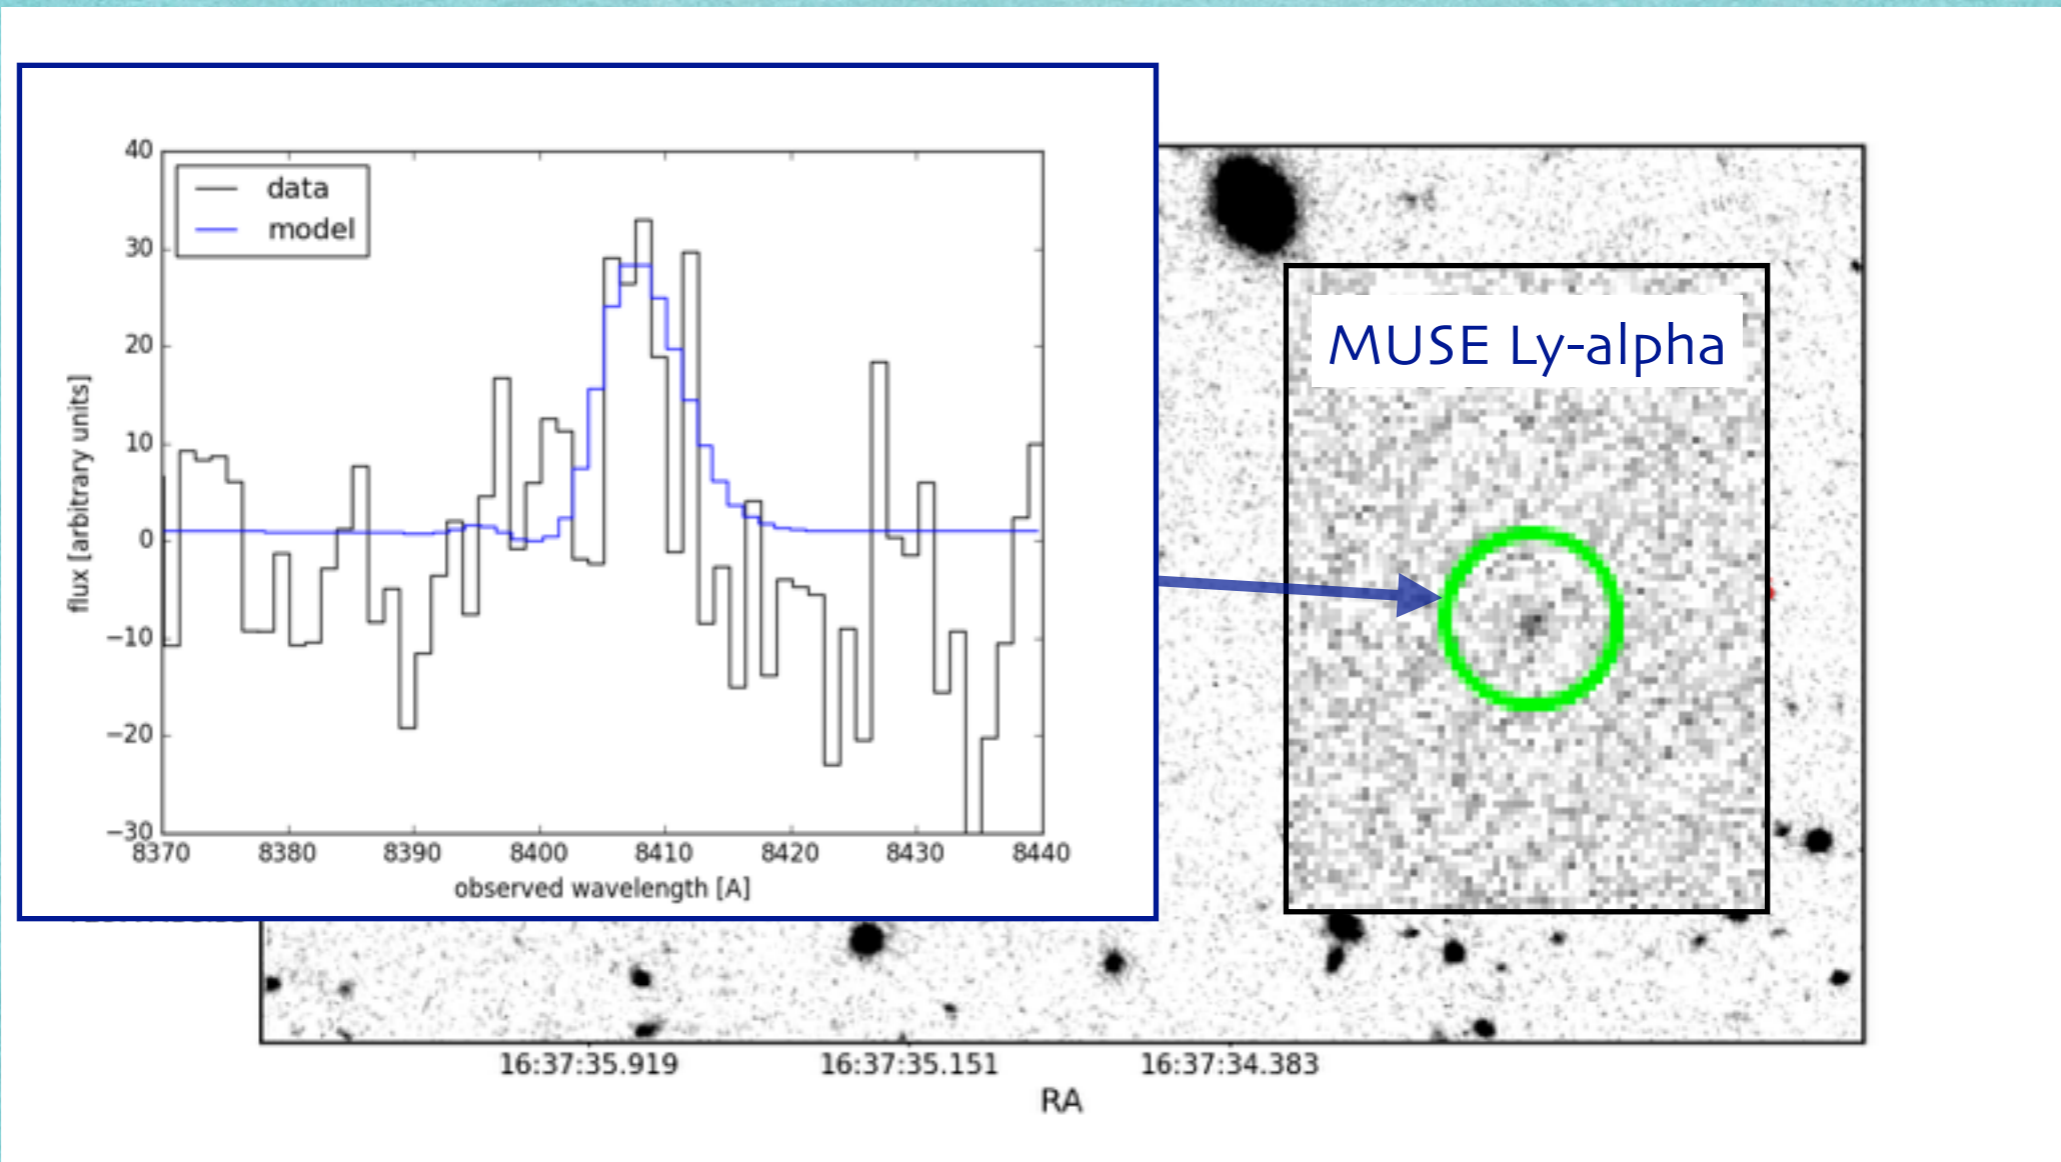 40
30
20
10
0
−10
−20
−30
flux [arbitrary units]
data
model
8370 8380 8390 8400 8410 8420 8430 8440
observed wavelength [A]
MUSE Ly-alpha
16:37:35.919 16:37:35.151 16:37:34.383
RA